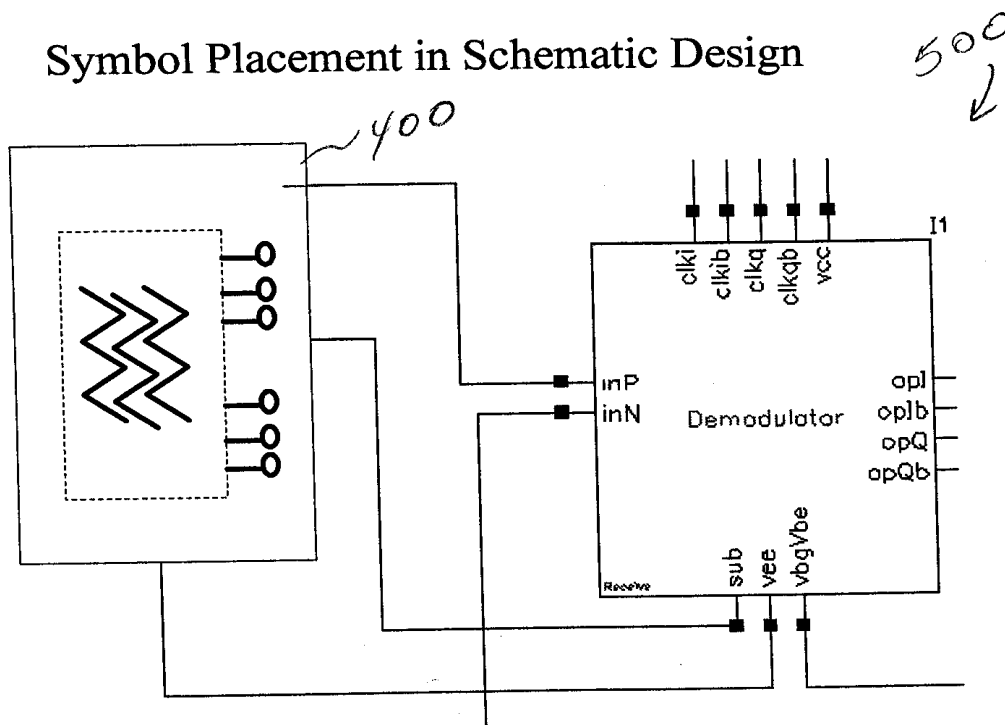 Symbol Placement in Schematic Design
500
400
I1
clki
clkib
clkq
clkqb
vcc
inP
inN
Demodulator
opI
opIb
opQ
opQb
sub
vee
vbgVbe
Receive